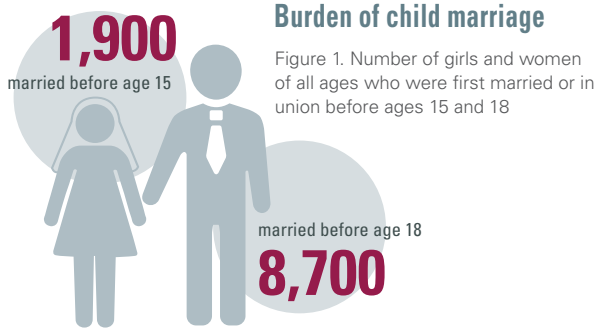 Burden of child marriage
Figure 1. Number of girls and women
of all ages who were first married or in
union before ages 15 and 18
1,900
married before age 15
married before age 18
8,700